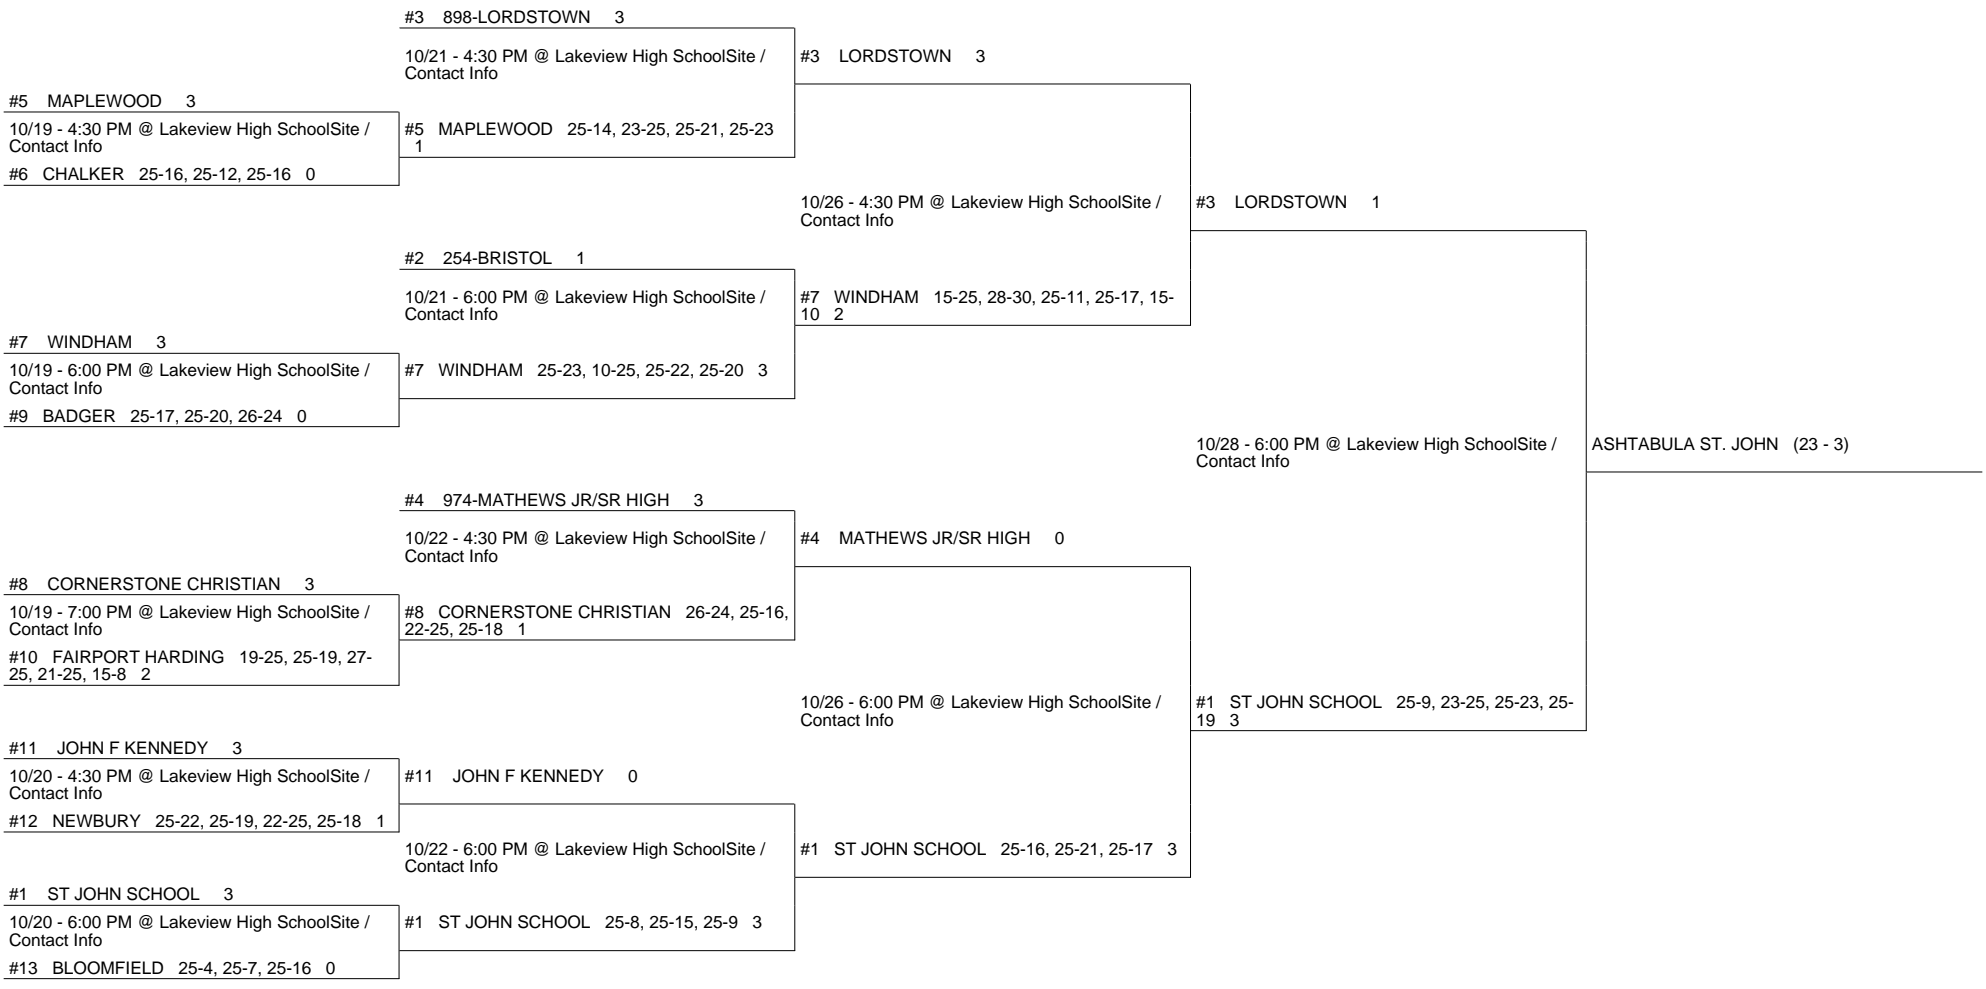 #3 898-LORDSTOWN 3
10/21 - 4:30 PM @ Lakeview High SchoolSite /
Contact Info
#3 LORDSTOWN 3
#5 MAPLEWOOD 3
10/19 - 4:30 PM @ Lakeview High SchoolSite /
Contact Info
#5 MAPLEWOOD 25-14, 23-25, 25-21, 25-23
1
#6 CHALKER 25-16, 25-12, 25-16 0
10/26 - 4:30 PM @ Lakeview High SchoolSite /
Contact Info
#3 LORDSTOWN 1
#2 254-BRISTOL 1
10/21 - 6:00 PM @ Lakeview High SchoolSite /
Contact Info
#7 WINDHAM 15-25, 28-30, 25-11, 25-17, 15-
10 2
#7 WINDHAM 3
10/19 - 6:00 PM @ Lakeview High SchoolSite /
Contact Info
#7 WINDHAM 25-23, 10-25, 25-22, 25-20 3
#9 BADGER 25-17, 25-20, 26-24 0
10/28 - 6:00 PM @ Lakeview High SchoolSite /
Contact Info
ASHTABULA ST. JOHN (23 - 3)
#4 974-MATHEWS JR/SR HIGH 3
10/22 - 4:30 PM @ Lakeview High SchoolSite /
Contact Info
#4 MATHEWS JR/SR HIGH 0
#8 CORNERSTONE CHRISTIAN 3
10/19 - 7:00 PM @ Lakeview High SchoolSite /
Contact Info
#8 CORNERSTONE CHRISTIAN 26-24, 25-16,
22-25, 25-18 1
#10 FAIRPORT HARDING 19-25, 25-19, 27-
25, 21-25, 15-8 2
10/26 - 6:00 PM @ Lakeview High SchoolSite /
Contact Info
#1 ST JOHN SCHOOL 25-9, 23-25, 25-23, 25-
19 3
#11 JOHN F KENNEDY 3
10/20 - 4:30 PM @ Lakeview High SchoolSite /
Contact Info
#11 JOHN F KENNEDY 0
#12 NEWBURY 25-22, 25-19, 22-25, 25-18 1
10/22 - 6:00 PM @ Lakeview High SchoolSite /
Contact Info
#1 ST JOHN SCHOOL 25-16, 25-21, 25-17 3
#1 ST JOHN SCHOOL 3
10/20 - 6:00 PM @ Lakeview High SchoolSite /
Contact Info
#1 ST JOHN SCHOOL 25-8, 25-15, 25-9 3
#13 BLOOMFIELD 25-4, 25-7, 25-16 0